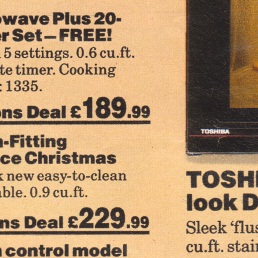 owave Plus 20-
er Set – FREE!
5 settings. 0.6 cu.ft.
te timer. Cooking
: 1335.
ns Deal £189.99
-Fitting
ce Christmas
new easy-to-clean
able. 0.9 cu.ft.
ns Deal £229.99
control model
TOSHIBA
TOSHI
look D
Sleek 'flus
cu.ft. stain